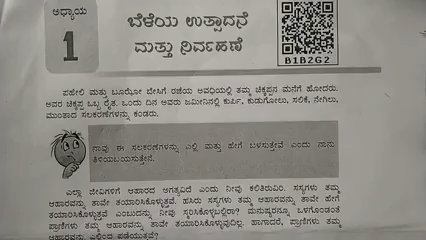 ಅಧ್ಯಾಯ
1
ಬೆಳೆಯ ಉತ್ಪಾದನೆ
ಮತ್ತು ನಿರ್ವಹಣೆ
B1B2G2
ಪಹೇಲಿ ಮತ್ತು ಬೂಝೋ ಬೇಸಿಗೆ ರಜೆಯ ಅವಧಿಯಲ್ಲಿ ತಮ್ಮ ಚಿಕ್ಕಪ್ಪನ ಮನೆಗೆ ಹೋದರು.
ಅವರ ಚಿಕ್ಕಪ್ಪ ಒಬ್ಬ ರೈತ. ಒಂದು ದಿನ ಅವರು ಜಮೀನಿನಲ್ಲಿ ಕುರ್ಪಿ, ಕುಡುಗೋಲು, ಸಲಿಕೆ, ನೇಗಿಲು,
ಮುಂತಾದ ಸಲಕರಣೆಗಳನ್ನು ಕಂಡರು.
ನಾವು ಈ ಸಲಕರಣೆಗಳನ್ನು ಎಲ್ಲಿ ಮತ್ತು ಹೇಗೆ ಬಳಸುತ್ತೇವೆ ಎಂದು ನಾನು
ತಿಳಿಯಬಯಸುತ್ತೇನೆ.
ಎಲ್ಲಾ ಜೀವಿಗಳಿಗೆ ಆಹಾರದ ಅಗತ್ಯವಿದೆ ಎಂದು ನೀವು ಕಲಿತಿರುವಿರಿ. ಸಸ್ಯಗಳು ತಮ್ಮ
ಆಹಾರವನ್ನು ತಾವೇ ತಯಾರಿಸಿಕೊಳ್ಳುತ್ತವೆ. ಹಸಿರು ಸಸ್ಯಗಳು ತಮ್ಮ ಆಹಾರವನ್ನು ತಾವೇ ಹೇಗೆ
ತಯಾರಿಸಿಕೊಳ್ಳುತ್ತವೆ ಎಂಬುದನ್ನು ನೀವು ಸ್ಮರಿಸಿಕೊಳ್ಳಬಲ್ಲಿರಾ? ಮನುಷ್ಯರನ್ನೂ ಒಳಗೊಂಡಂತೆ
ಪ್ರಾಣಿಗಳು ತಮ್ಮ ಆಹಾರವನ್ನು ತಾವೇ ತಯಾರಿಸಿಕೊಳ್ಳುವುದಿಲ್ಲ. ಹಾಗಾದರೆ, ಪ್ರಾಣಿಗಳು ತಮ್ಮ
ಆಹಾರವನ್ನು ಎಲ್ಲಿಂದ ಪಡೆಯುತ್ತವೆ?